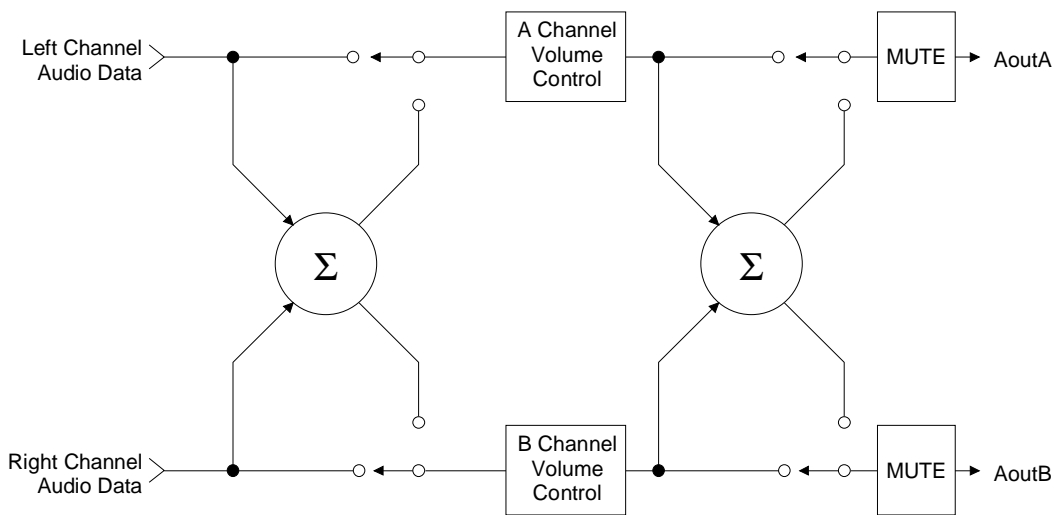 Left Channel
Audio Data
A Channel
Volume
Control
MUTE
AoutA
Σ
Σ
Right Channel
Audio Data
B Channel
Volume
Control
MUTE
AoutB